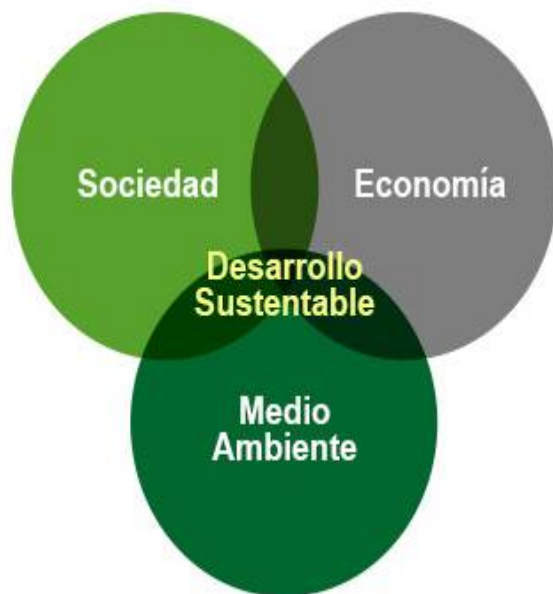 Sociedad
Economía
Desarrollo
Sustentable
Medio
Ambiente